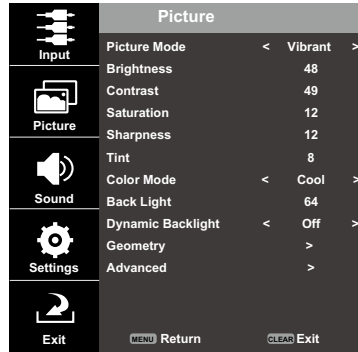 Picture
Input
Picture
Sound
Settings
Exit
Picture Mode < Vibrant >
Brightness 48
Contrast 49
Saturation 12
Sharpness 12
Tint 8
Color Mode < Cool >
Back Light 64
Dynamic Backlight < Off >
Geometry >
Advanced >
MENU Return CLEAR Exit